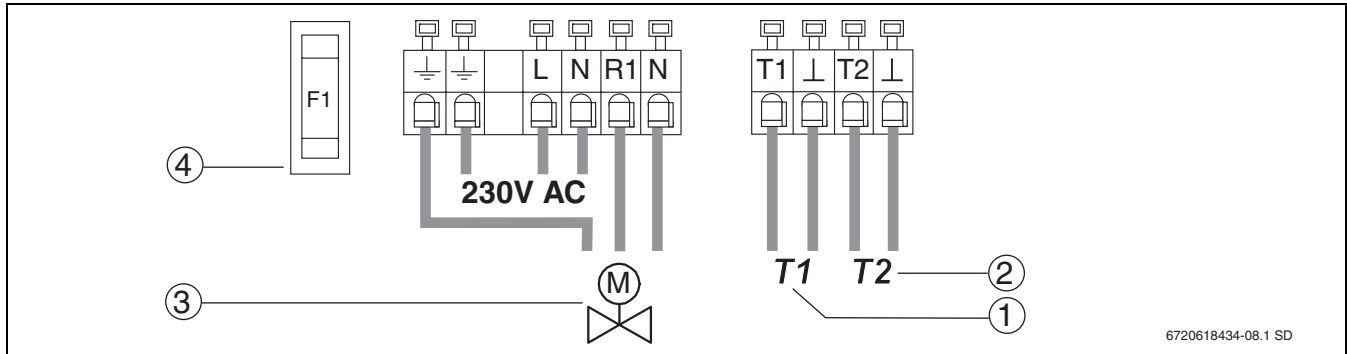 F1
⏚ ⏚ L N R1 N
T1 ⊥ T2 ⊥
4
230V AC
T1 T2
2
M
3
1
6720618434-08.1 SD